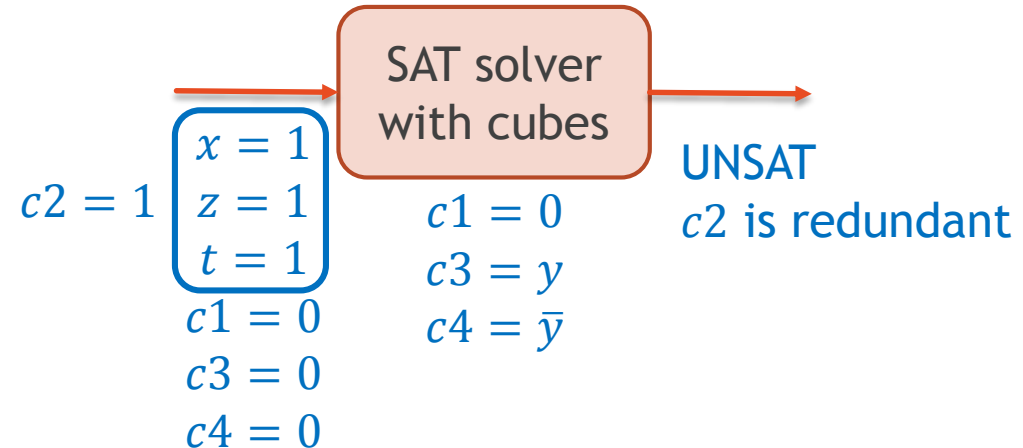 SAT solver
with cubes
x = 1
c2 = 1
z = 1
t = 1
c1 = 0
c3 = 0
c4 = 0
c1 = 0
c3 = y
c4 = ȳ
UNSAT
c2 is redundant